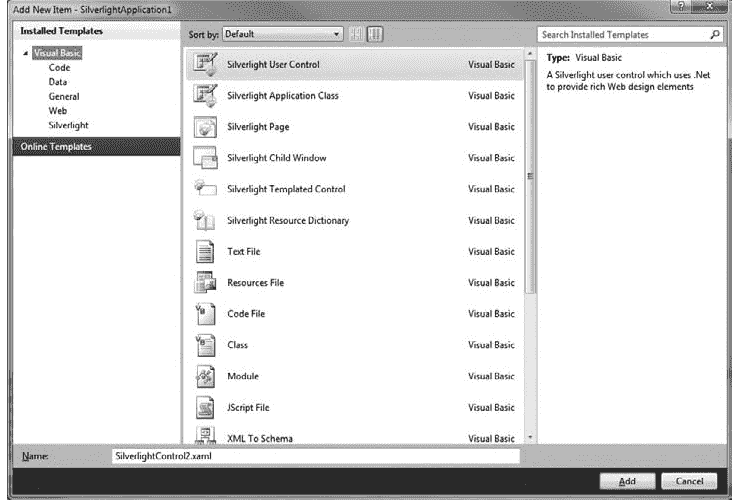 Add New Item - SilverlightApplication1
Installed Templates
Visual Basic
Code
Data
General
Web
Silverlight
Online Templates
Sort by: Default
Silverlight User Control Visual Basic
Silverlight Application Class Visual Basic
Silverlight Page Visual Basic
Silverlight Child Window Visual Basic
Silverlight Templated Control Visual Basic
Silverlight Resource Dictionary Visual Basic
Text File Visual Basic
Resources File Visual Basic
Code File Visual Basic
Class Visual Basic
Module Visual Basic
JScript File Visual Basic
XML To Schema Visual Basic
Search Installed Templates
Type: Visual Basic
A Silverlight user control which uses .Net
to provide rich Web design elements
Name: SilverlightControl2.xaml
Add Cancel